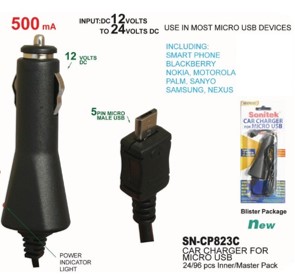 500 mA
INPUT:DC 12 VOLTS
TO 24 VOLTS DC
USE IN MOST MICRO USB DEVICES
12 VOLTS
DC
INCLUDING:
SMART PHONE
BLACKBERRY
NOKIA, MOTOROLA
PALM, SANYO
SAMSUNG, NEXUS
5PIN MICRO
MALE USB
Sonitek
CAR CHARGER
FOR MICRO USB
Blister Package
new
POWER
INDICATOR
LIGHT
SN-CP823C
CAR CHARGER FOR
MICRO USB
24/96 pcs Inner/Master Pack